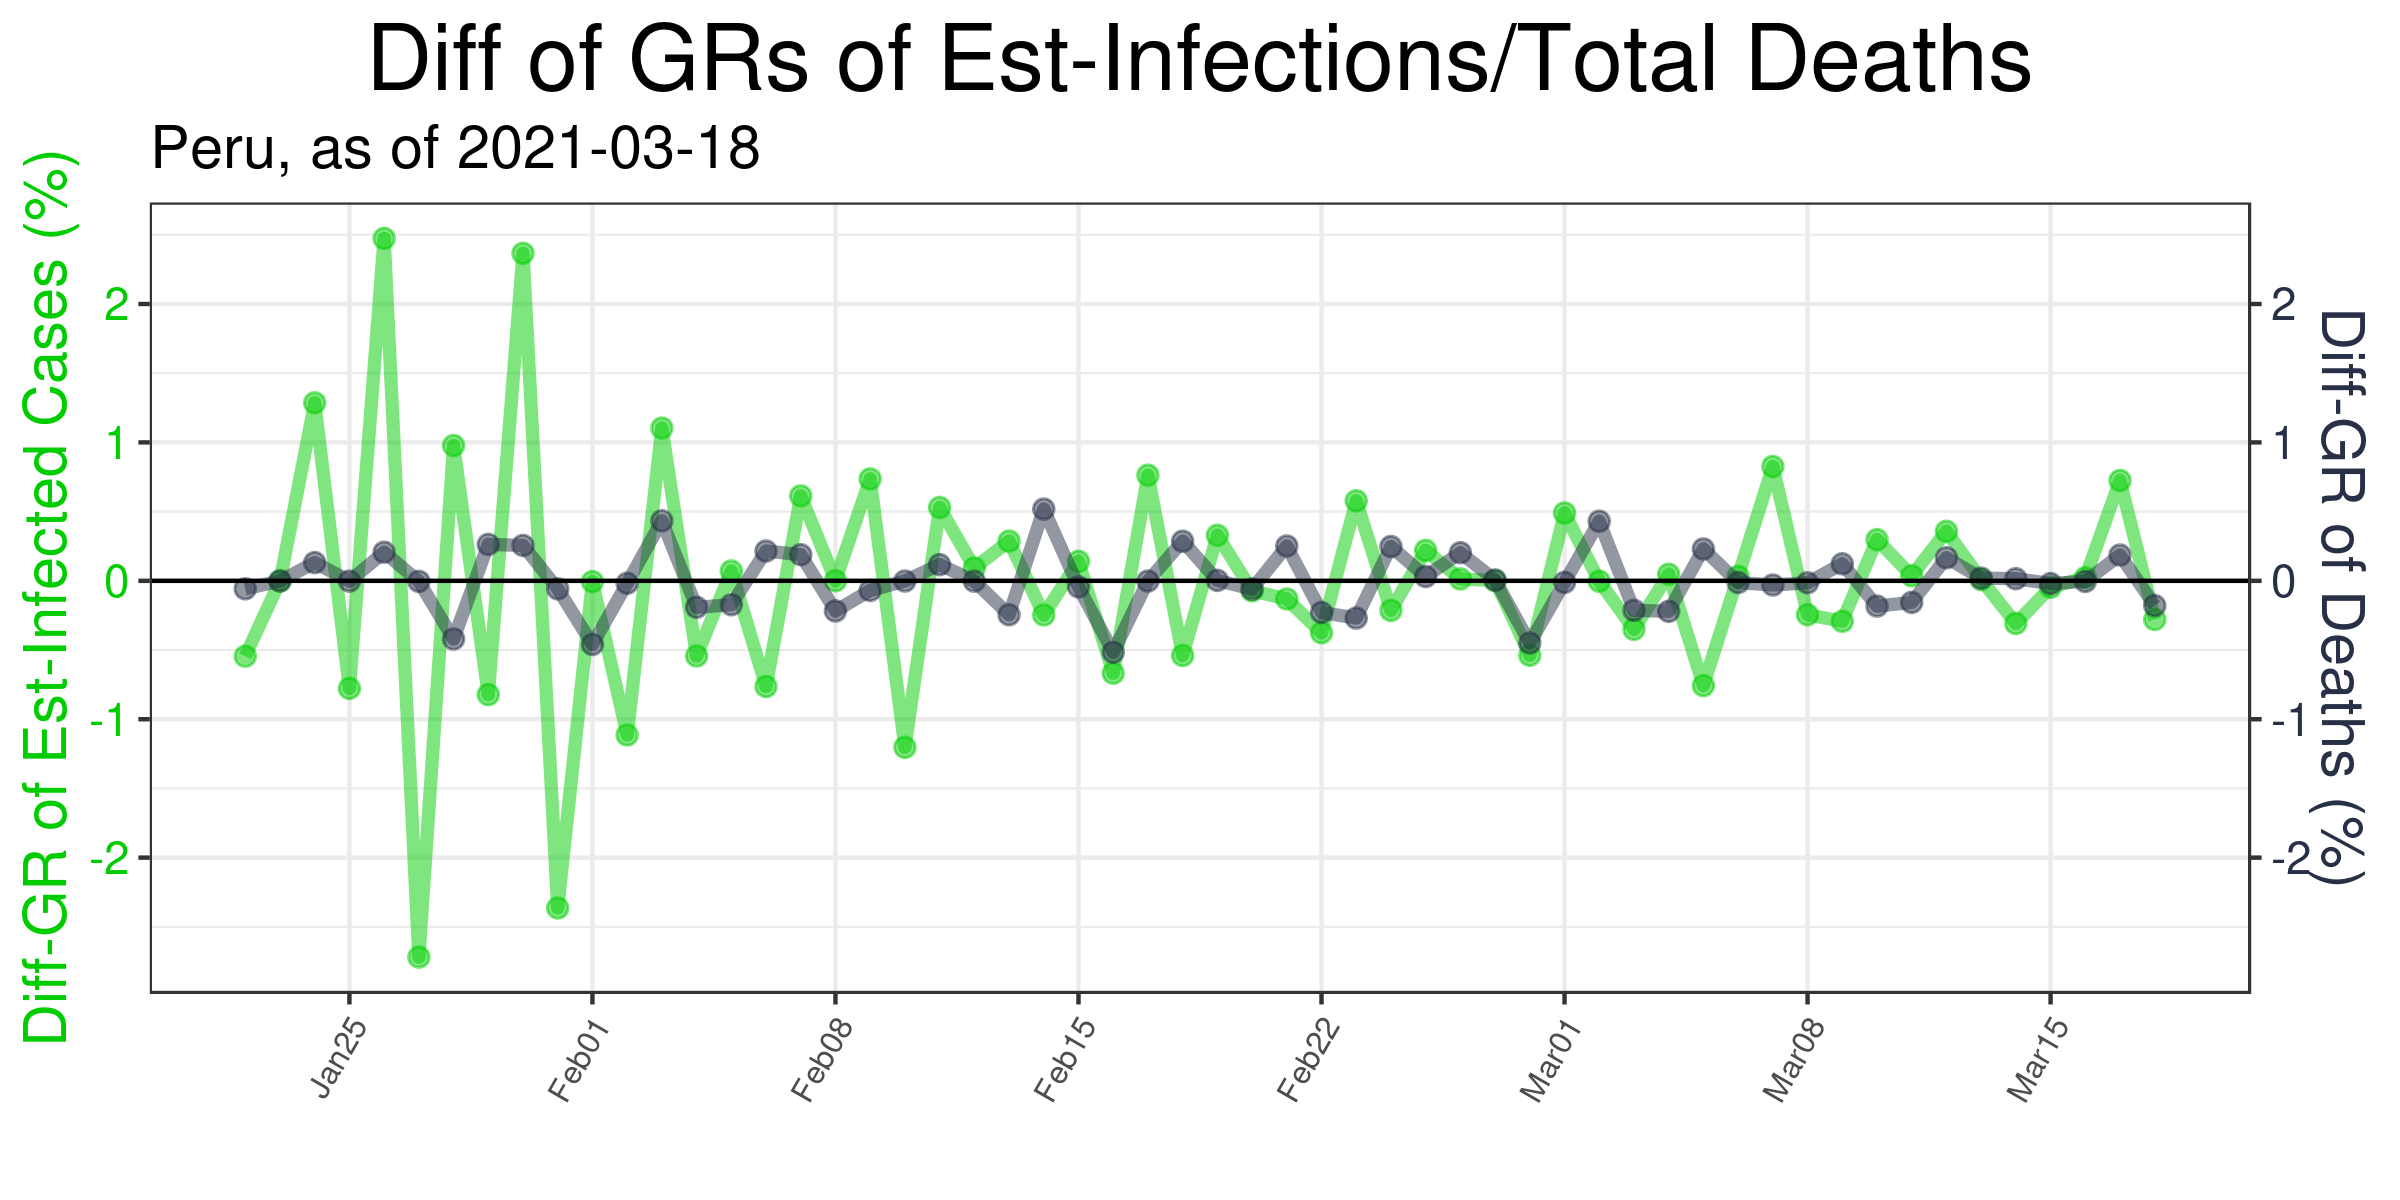 Diff of GRs of Est-Infections/Total Deaths
Peru, as of 2021-03-18
Diff-GR of Est-Infected Cases (%)
2
1
0
-1
-2
2
1
0
-1
-2
Diff-GR of Deaths (%)
Jan25
Feb01
Feb08
Feb15
Feb22
Mar01
Mar08
Mar15